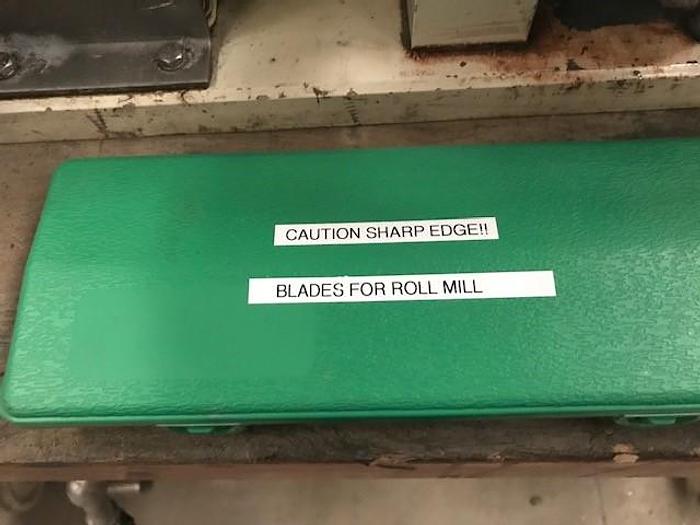 CAUTION SHARP EDGE!!
BLADES FOR ROLL MILL